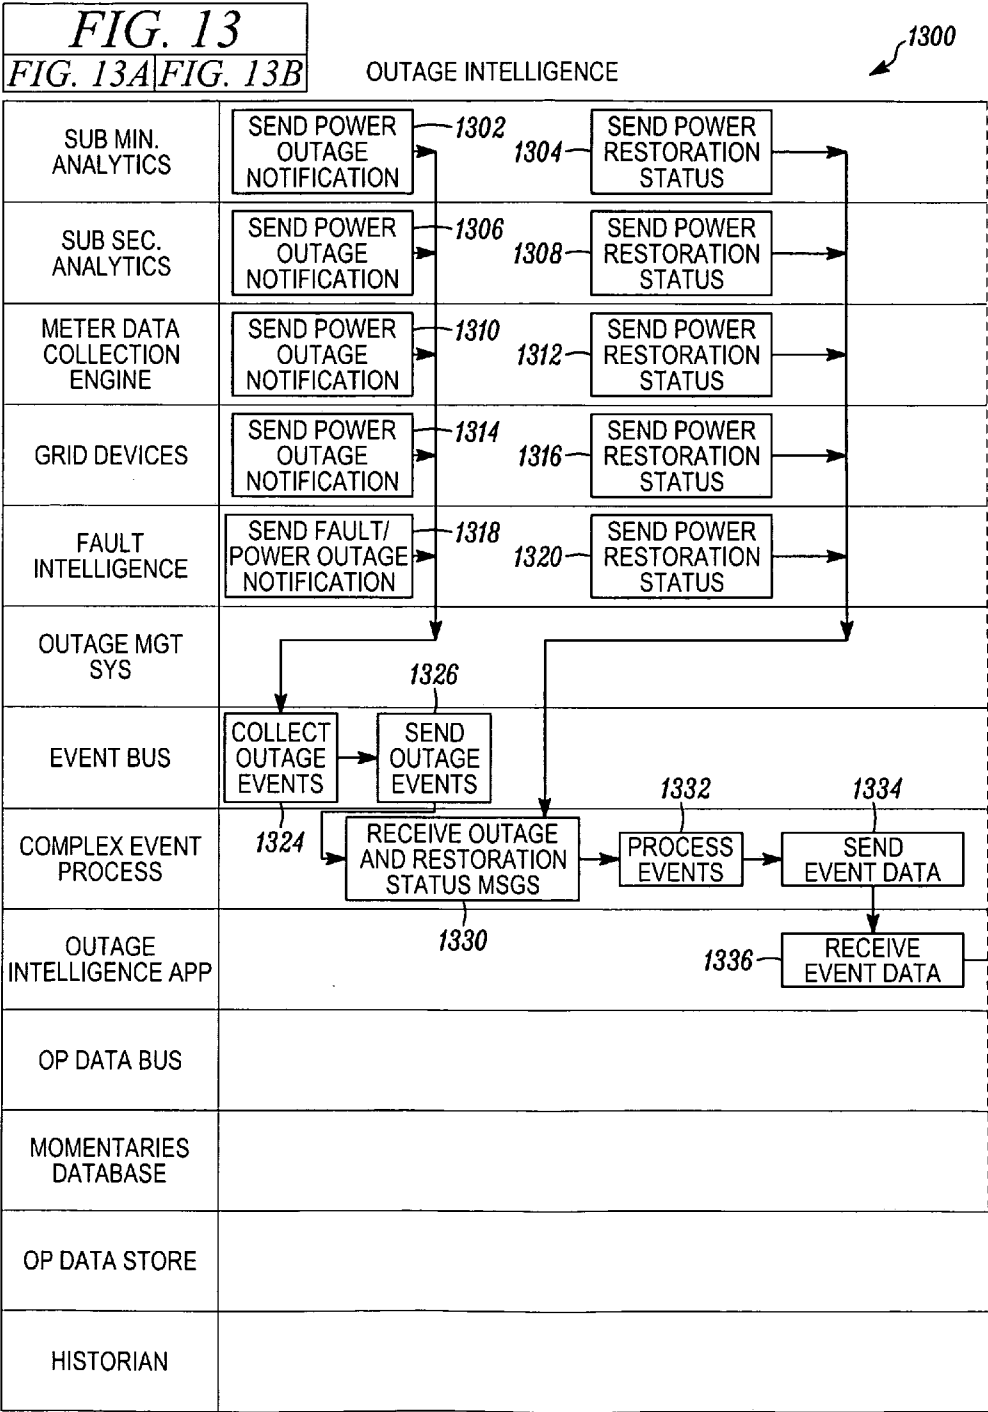 FIG. 13
FIG. 13A FIG. 13B
OUTAGE INTELLIGENCE
1300
SUB MIN.
ANALYTICS
SEND POWER
OUTAGE
NOTIFICATION
1302
1304
SEND POWER
RESTORATION
STATUS
SUB SEC.
ANALYTICS
SEND POWER
OUTAGE
NOTIFICATION
1306
1308
SEND POWER
RESTORATION
STATUS
METER DATA
COLLECTION
ENGINE
SEND POWER
OUTAGE
NOTIFICATION
1310
1312
SEND POWER
RESTORATION
STATUS
GRID DEVICES
SEND POWER
OUTAGE
NOTIFICATION
1314
1316
SEND POWER
RESTORATION
STATUS
FAULT
INTELLIGENCE
SEND FAULT/
POWER OUTAGE
NOTIFICATION
1318
1320
SEND POWER
RESTORATION
STATUS
OUTAGE MGT
SYS
EVENT BUS
COLLECT
OUTAGE
EVENTS
1324
1326
SEND
OUTAGE
EVENTS
COMPLEX EVENT
PROCESS
RECEIVE OUTAGE
AND RESTORATION
STATUS MSGS
1330
1332
PROCESS
EVENTS
1334
SEND
EVENT DATA
OUTAGE
INTELLIGENCE APP
1336
RECEIVE
EVENT DATA
OP DATA BUS
MOMENTARIES
DATABASE
OP DATA STORE
HISTORIAN